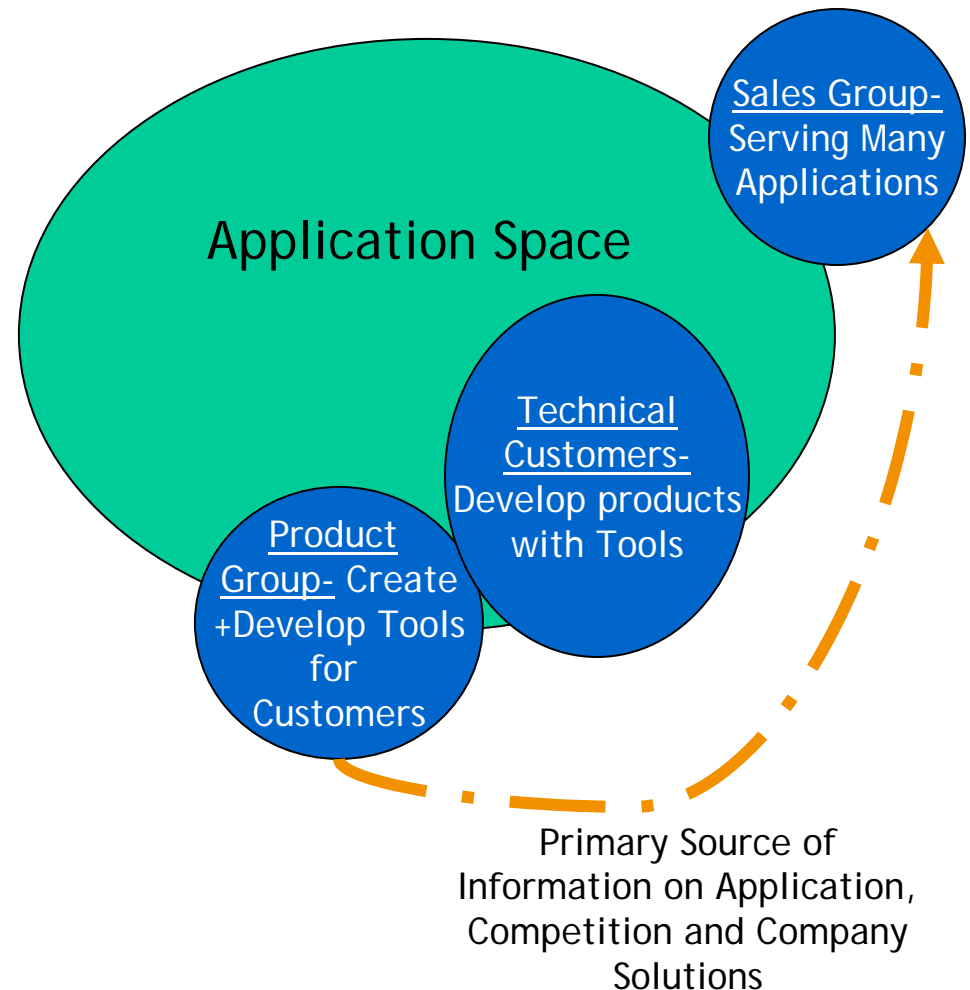 Sales Group-
Serving Many
Applications
Application Space
Technical
Customers-
Develop products
with Tools
Product
Group- Create
+Develop Tools
for
Customers
Primary Source of
Information on Application,
Competition and Company
Solutions